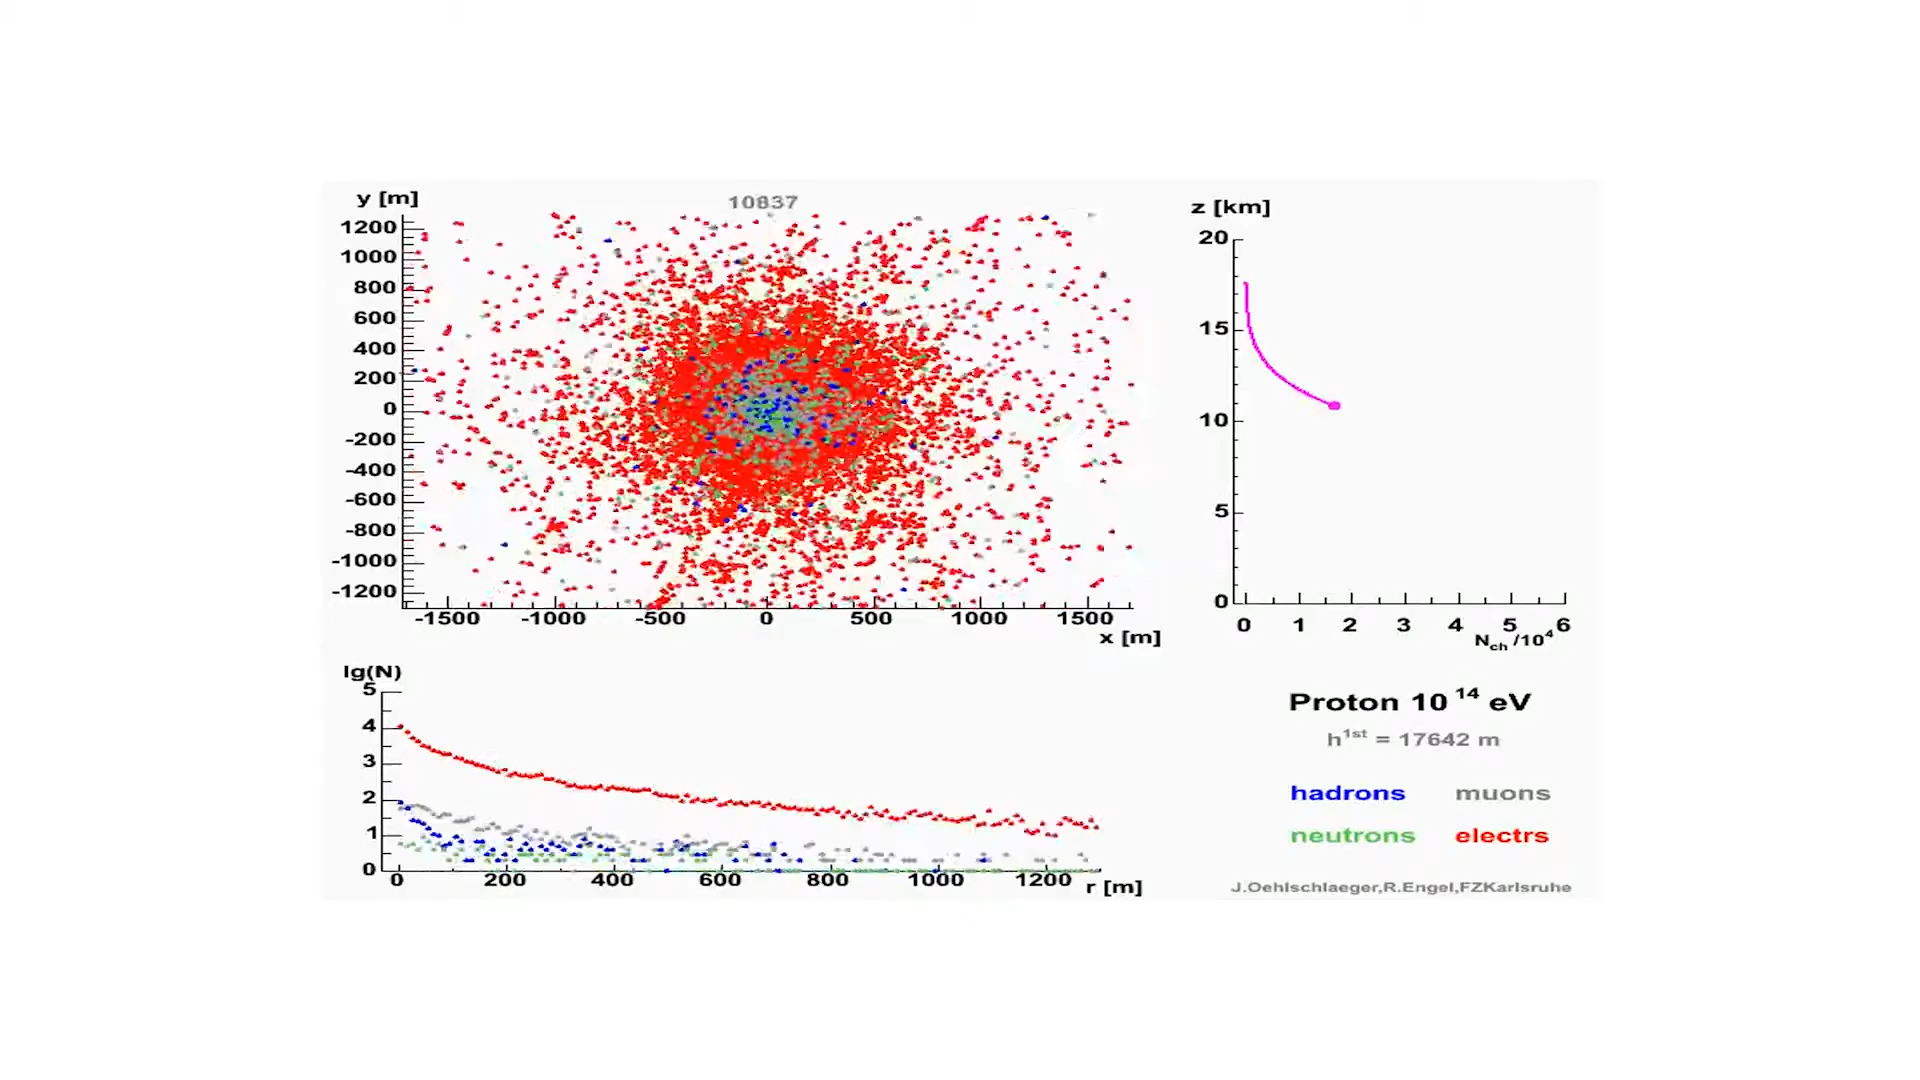 y [m]
10837
1200
1000
800
600
400
200
0
-200
-400
-600
-800
-1000
-1200
-1500 -1000 -500 0 500 1000 1500
x [m]
z [km]
20
15
10
5
0
0 1 2 3 4 5 6
Nch /10⁴
lg(N)
5
4
3
2
1
0
0 200 400 600 800 1000 1200 r [m]
Proton 10 ¹⁴ eV
h¹ˢᵗ = 17642 m
hadrons muons
neutrons electrs
J.Oehlschlaeger,R.Engel,FZKarlsruhe